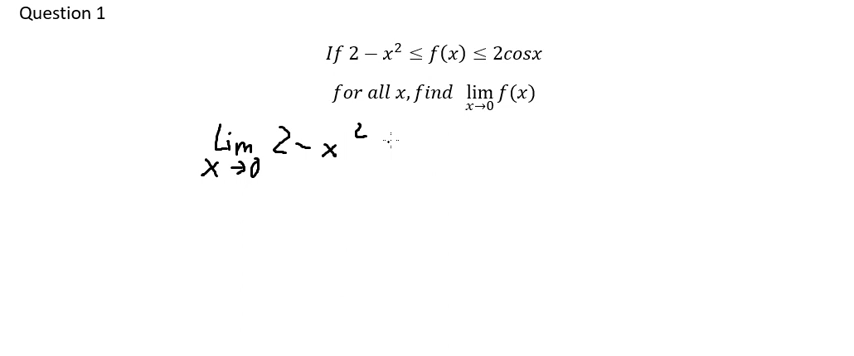 Question 1
If 2 − x² ≤ f(x) ≤ 2cosx
for all x, find lim f(x)
x→0
Lim 2 - x²
x →0